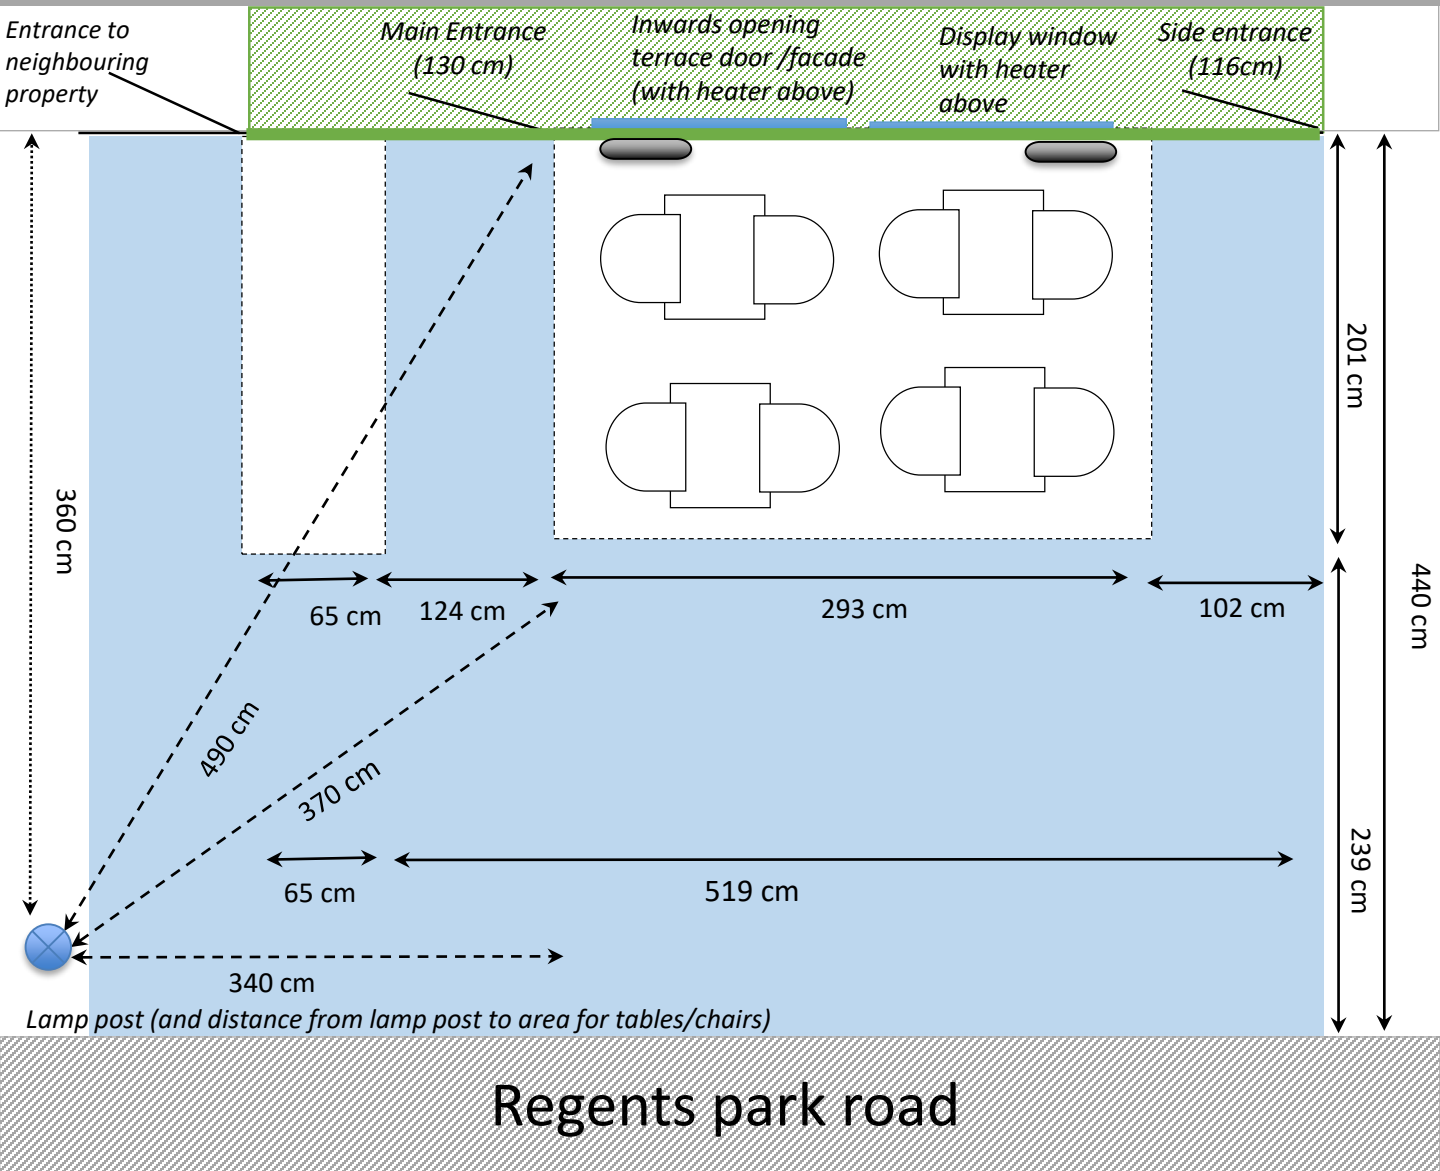 Entrance to
neighbouring
property
Main Entrance
(130 cm)
Inwards opening
terrace door /facade
(with heater above)
Display window
with heater
above
Side entrance
(116cm)
201 cm
360 cm
440 cm
65 cm
124 cm
293 cm
102 cm
490 cm
370 cm
239 cm
65 cm
519 cm
340 cm
Lamp post (and distance from lamp post to area for tables/chairs)
Regents park road